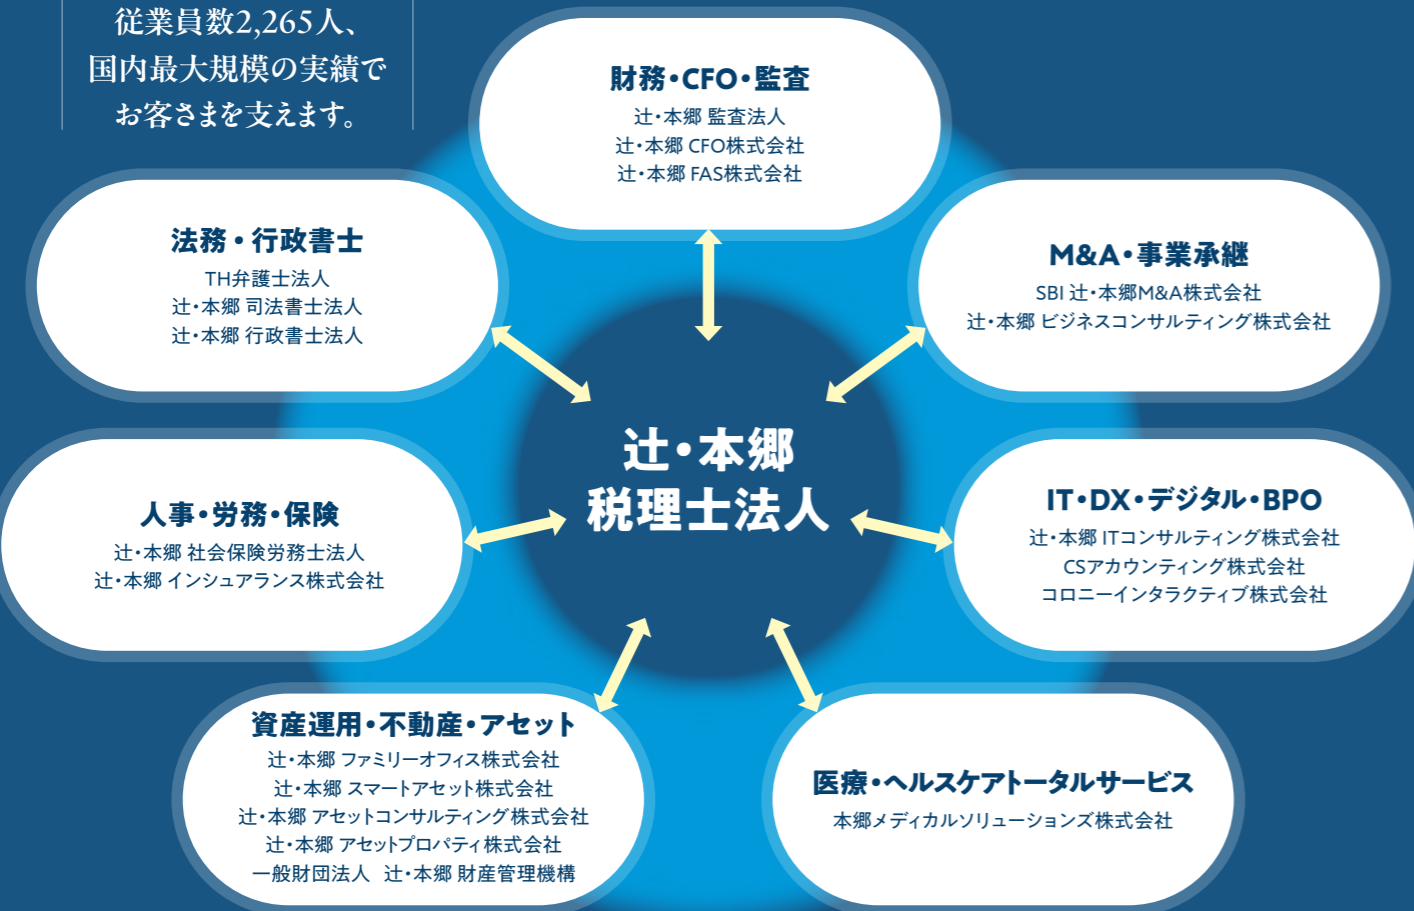 従業員数2,265人、
国内最大規模の実績で
お客さまを支えます。
財務・CFO・監査
辻・本郷 監査法人
辻・本郷 CFO株式会社
辻・本郷 FAS株式会社
法務・行政書士
TH弁護士法人
辻・本郷 司法書士法人
辻・本郷 行政書士法人
M&A・事業承継
SBI 辻・本郷M&A株式会社
辻・本郷 ビジネスコンサルティング株式会社
辻・本郷
税理士法人
人事・労務・保険
辻・本郷 社会保険労務士法人
辻・本郷 インシュアランス株式会社
IT・DX・デジタル・BPO
辻・本郷 ITコンサルティング株式会社
CSアカウンティング株式会社
コロニーインタラクティブ株式会社
資産運用・不動産・アセット
辻・本郷 ファミリーオフィス株式会社
辻・本郷 スマートアセット株式会社
辻・本郷 アセットコンサルティング株式会社
辻・本郷 アセットプロパティ株式会社
一般財団法人 辻・本郷 財産管理機構
医療・ヘルスケアトータルサービス
本郷メディカルソリューションズ株式会社